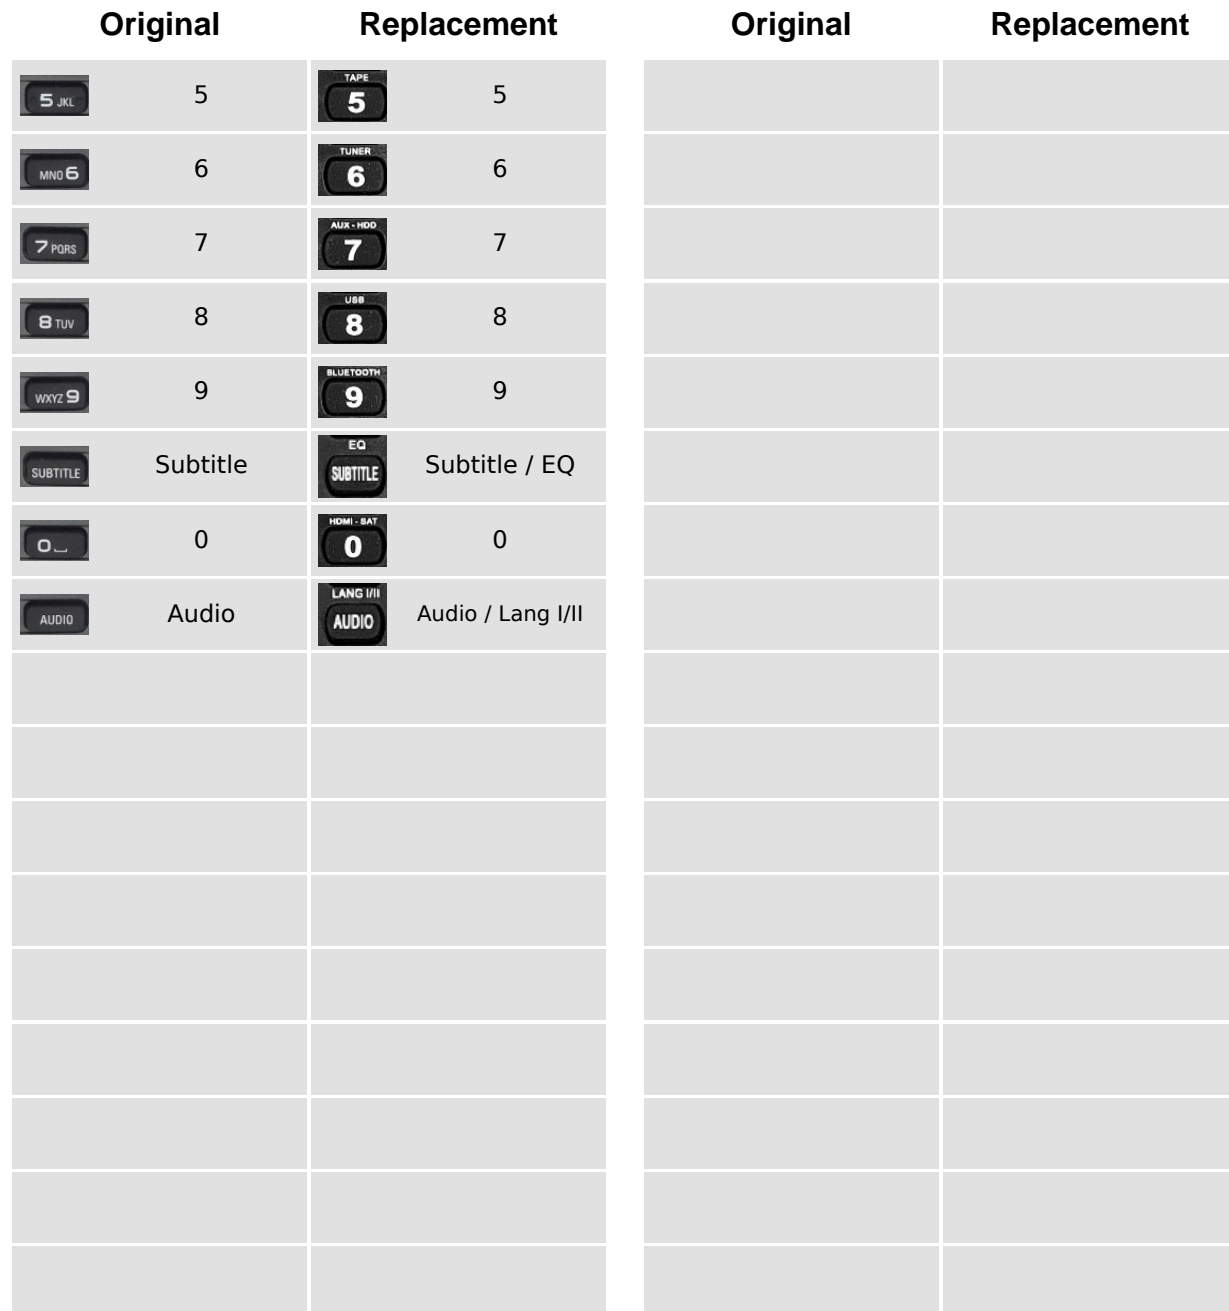 Original Replacement Original Replacement
5 JKL 5 TAPE 5 5
MNO 6 6 TUNER 6 6
7 PQRS 7 AUX - HDD 7 7
8 TUV 8 USB 8 8
WXYZ 9 9 BLUETOOTH 9 9
SUBTITLE Subtitle EQ SUBTITLE Subtitle / EQ
0 0 HDMI - SAT 0 0
AUDIO Audio LANG I/II AUDIO Audio / Lang I/II